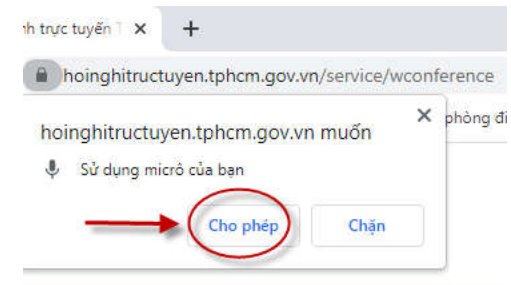 nh trực tuyến T
hoinghitructuyen.tphcm.gov.vn/service/wconference
phòng đi
hoinghitructuyen.tphcm.gov.vn muốn
Sử dụng micrô của bạn
Cho phép Chặn